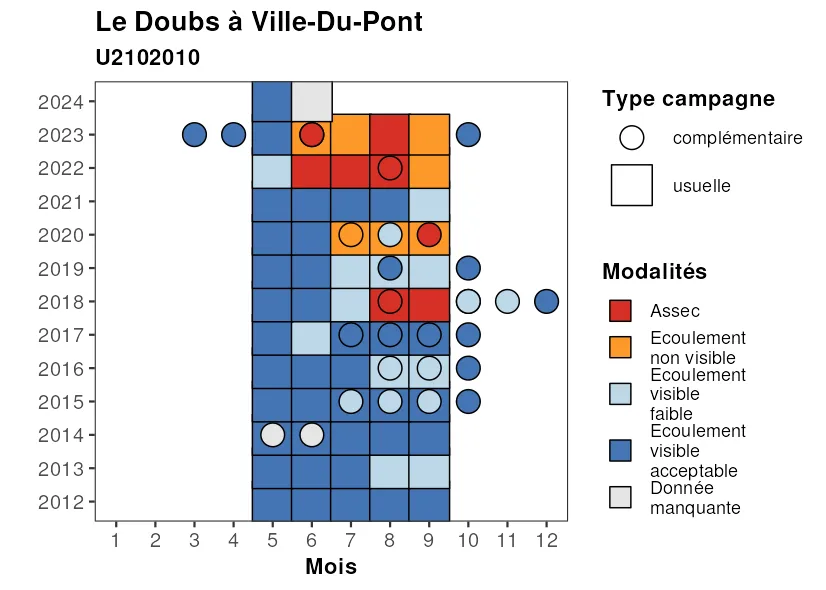 Le Doubs à Ville-Du-Pont
U2102010
2024
2023
2022
2021
2020
2019
2018
2017
2016
2015
2014
2013
2012
1 2 3 4 5 6 7 8 9 10 11 12
Mois
Type campagne
complémentaire
usuelle
Modalités
Assec
Ecoulement
non visible
Ecoulement
visible
faible
Ecoulement
visible
acceptable
Donnée
manquante